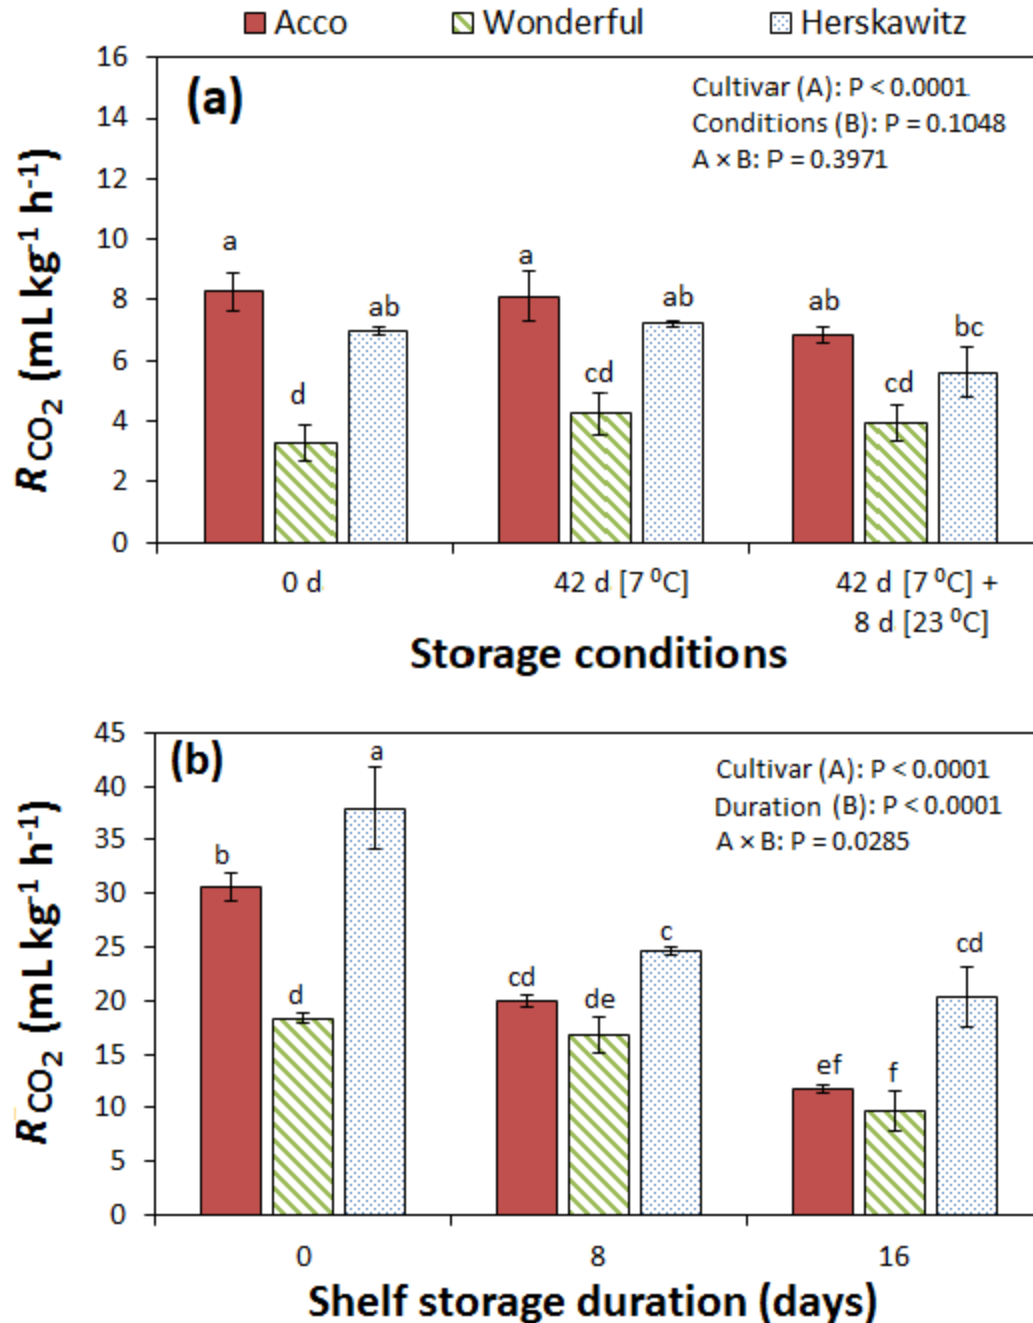 Acco Wonderful Herskawitz
16
(a)
Cultivar (A): P < 0.0001
14
Conditions (B): P = 0.1048
A × B: P = 0.3971
12
10
8
6
4
2
0
RCO2 (mL kg-1 h-1)
a
d
ab
a
cd
ab
ab
cd
bc
0 d
42 d [7 ⁰C]
42 d [7 ⁰C] +
8 d [23 ⁰C]
Storage conditions
45
(b)
Cultivar (A): P < 0.0001
40
Duration (B): P < 0.0001
A × B: P = 0.0285
35
30
25
20
15
10
5
0
RCO2 (mL kg-1 h-1)
b
d
a
cd
de
c
ef
f
cd
0
8
16
Shelf storage duration (days)